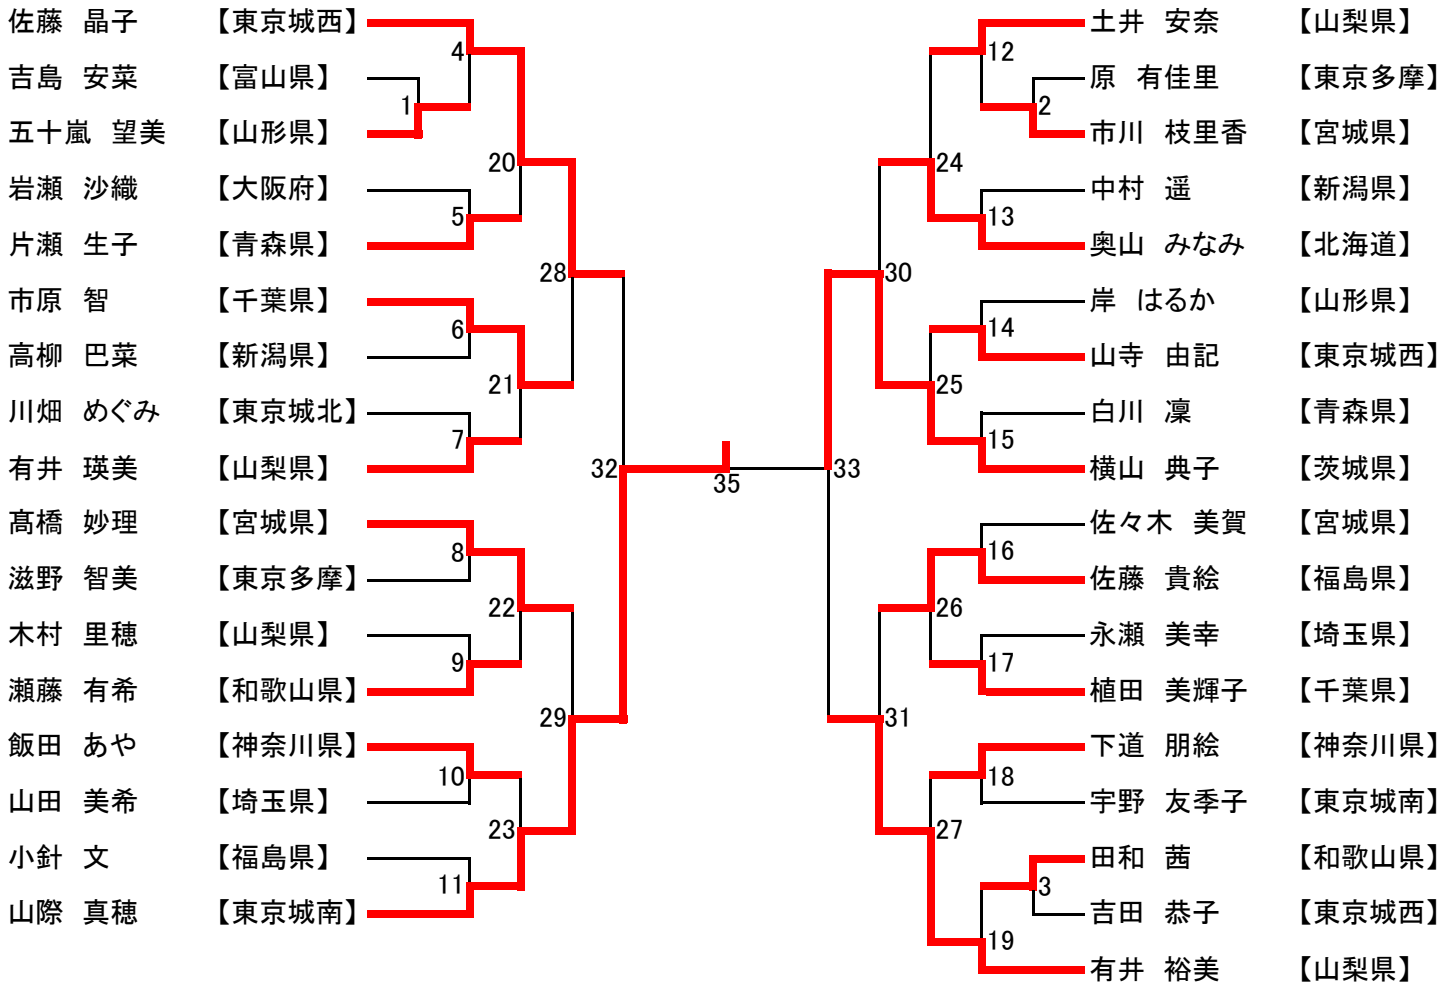 佐藤 晶子 【東京城西】
吉島 安菜 【富山県】
五十嵐 望美 【山形県】
岩瀬 沙織 【大阪府】
片瀬 生子 【青森県】
市原 智 【千葉県】
高柳 巴菜 【新潟県】
川畑 めぐみ 【東京城北】
有井 瑛美 【山梨県】
髙橋 妙理 【宮城県】
滋野 智美 【東京多摩】
木村 里穂 【山梨県】
瀬藤 有希 【和歌山県】
飯田 あや 【神奈川県】
山田 美希 【埼玉県】
小針 文 【福島県】
山際 真穂 【東京城南】
4
1
5
6
7
8
9
10
11
20
21
22
23
28
29
32
35
33
30
31
24
25
26
27
12
2
13
14
15
16
17
18
3
19
土井 安奈 【山梨県】
原 有佳里 【東京多摩】
市川 枝里香 【宮城県】
中村 遥 【新潟県】
奥山 みなみ 【北海道】
岸 はるか 【山形県】
山寺 由記 【東京城西】
白川 凜 【青森県】
横山 典子 【茨城県】
佐々木 美賀 【宮城県】
佐藤 貴絵 【福島県】
永瀬 美幸 【埼玉県】
植田 美輝子 【千葉県】
下道 朋絵 【神奈川県】
宇野 友季子 【東京城南】
田和 茜 【和歌山県】
吉田 恭子 【東京城西】
有井 裕美 【山梨県】